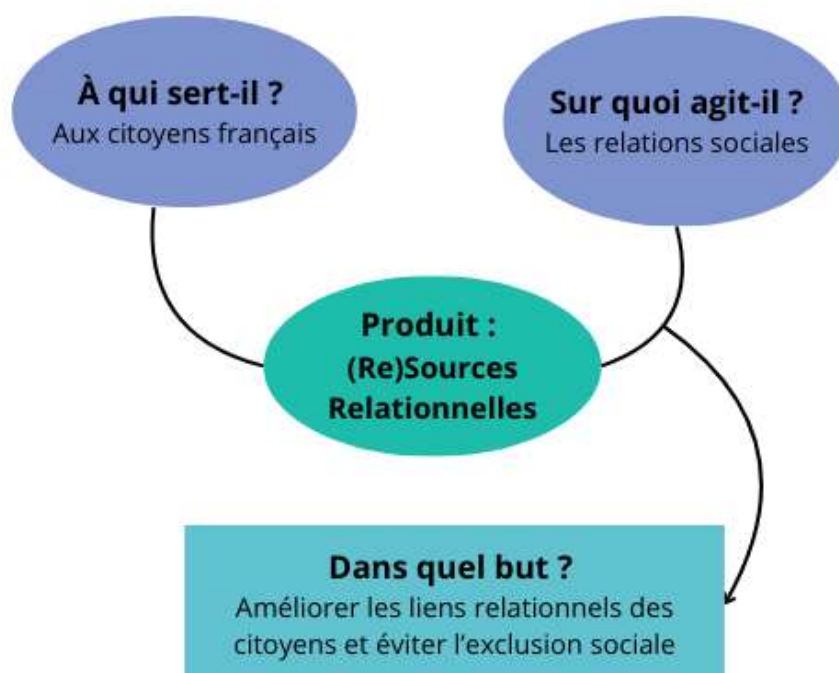 À qui sert-il ?
Aux citoyens français
Sur quoi agit-il ?
Les relations sociales
Produit :
(Re)Sources
Relationnelles
Dans quel but ?
Améliorer les liens relationnels des
citoyens et éviter l'exclusion sociale